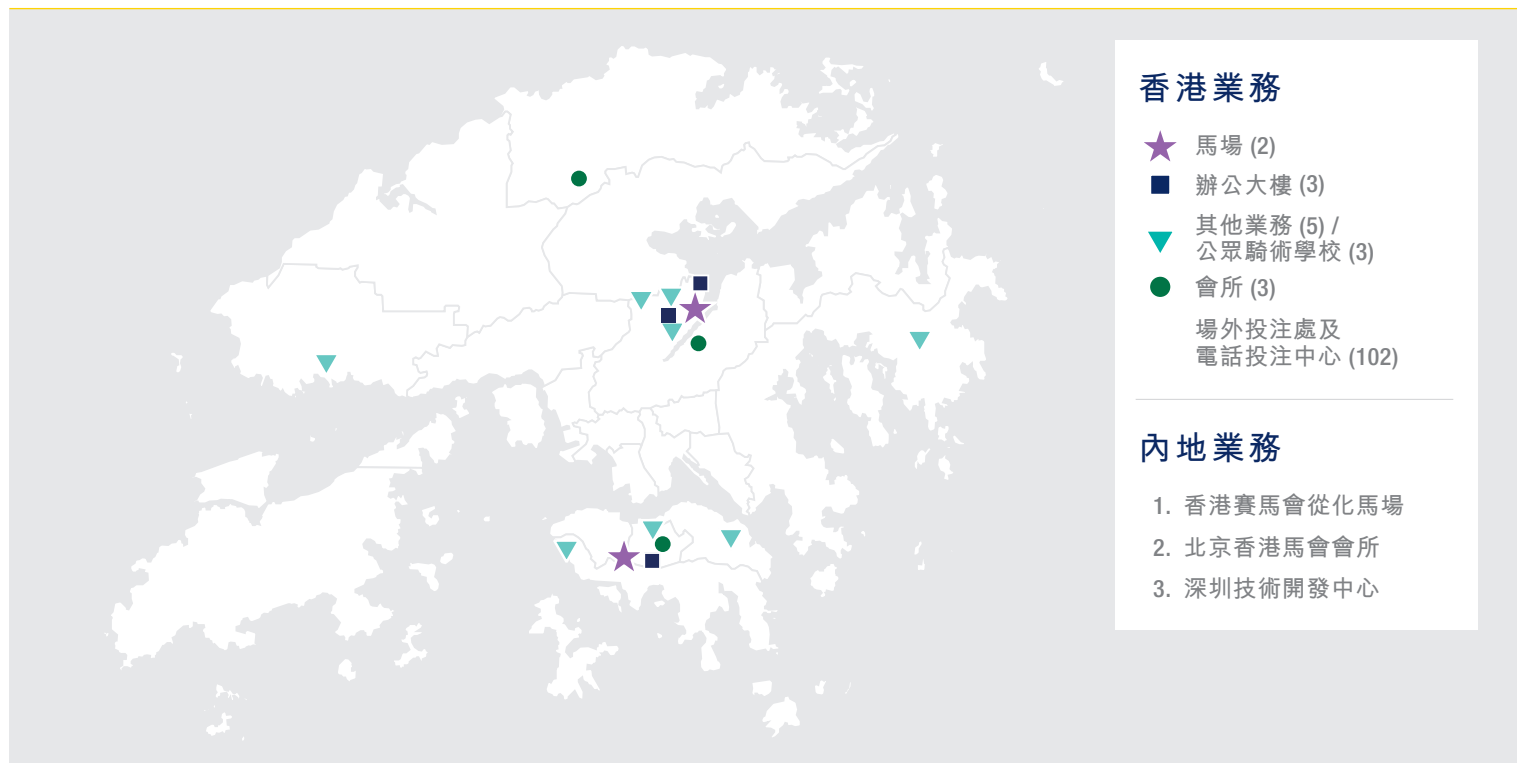 香港業務
馬場 (2)
辦公大樓 (3)
其他業務 (5) /
公眾騎術學校 (3)
會所 (3)
場外投注處及
電話投注中心 (102)
內地業務
1. 香港賽馬會從化馬場
2. 北京香港馬會會所
3. 深圳技術開發中心